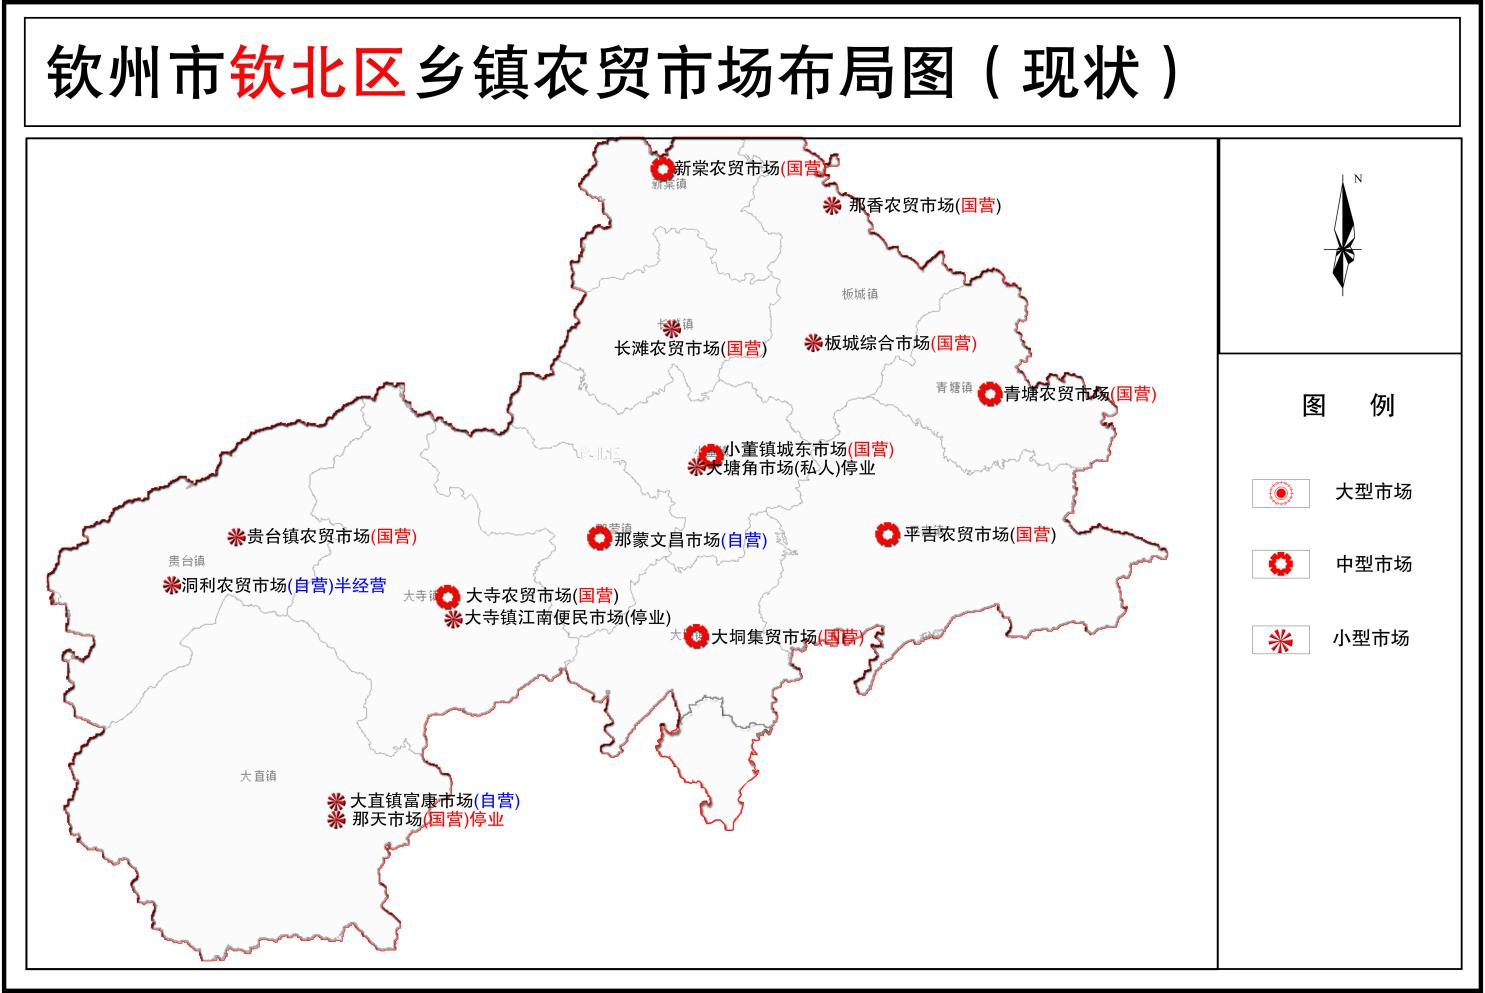 钦州市钦北区乡镇农贸市场布局图（现状）
新棠农贸市场(国营)
新棠镇
那香农贸市场(国营)
N
板城镇
长滩农贸市场(国营)
板城综合市场(国营)
青塘镇
青塘农贸市场(国营)
图 例
小董镇城东市场(国营)
大塘角市场(私人)停业
大型市场
贵台镇农贸市场(国营)
那蒙镇
那蒙文昌市场(自营)
平吉农贸市场(国营)
贵台镇
中型市场
洞利农贸市场(自营)半经营
大寺镇
大寺农贸市场(国营)
大寺镇江南便民市场(停业)
大垌集贸市场(国营)
小型市场
大直镇
大直镇富康市场(自营)
那天市场(国营)停业